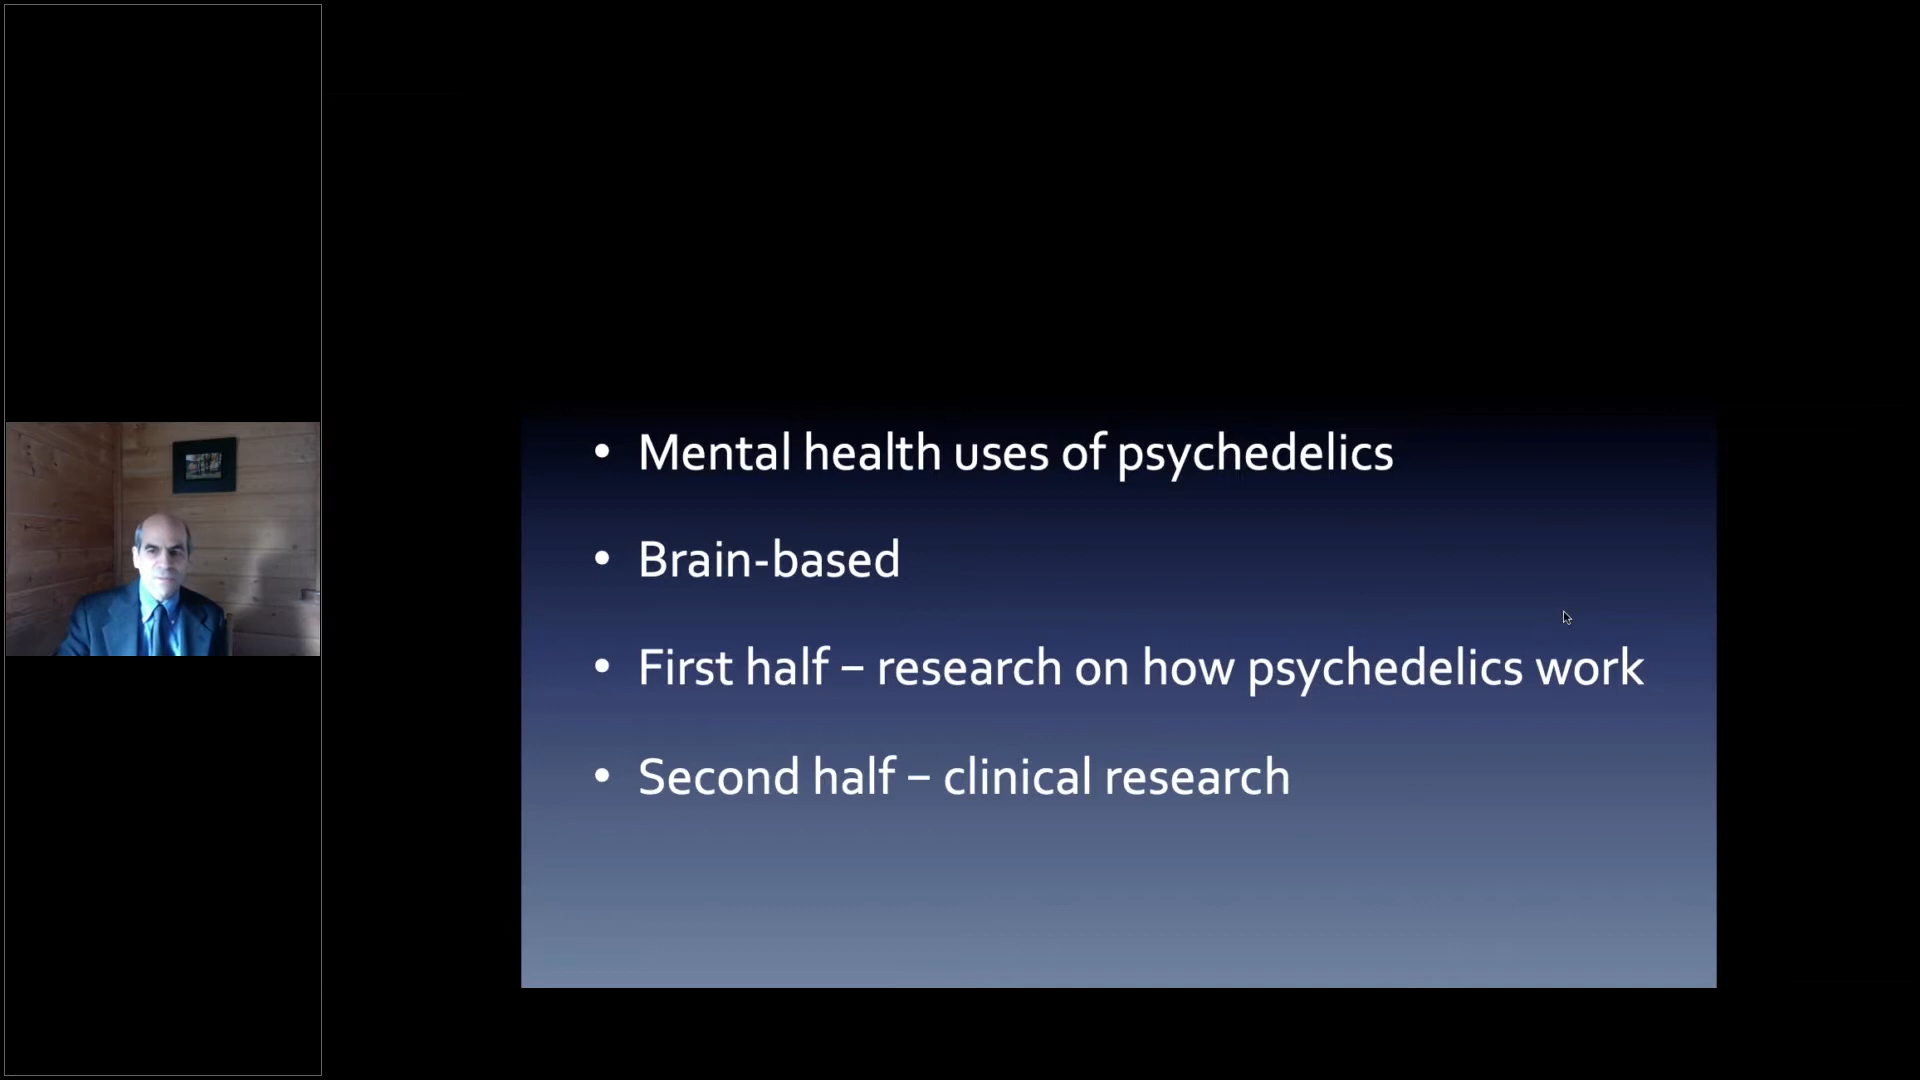 • Mental health uses of psychedelics
• Brain-based
• First half – research on how psychedelics work
• Second half – clinical research